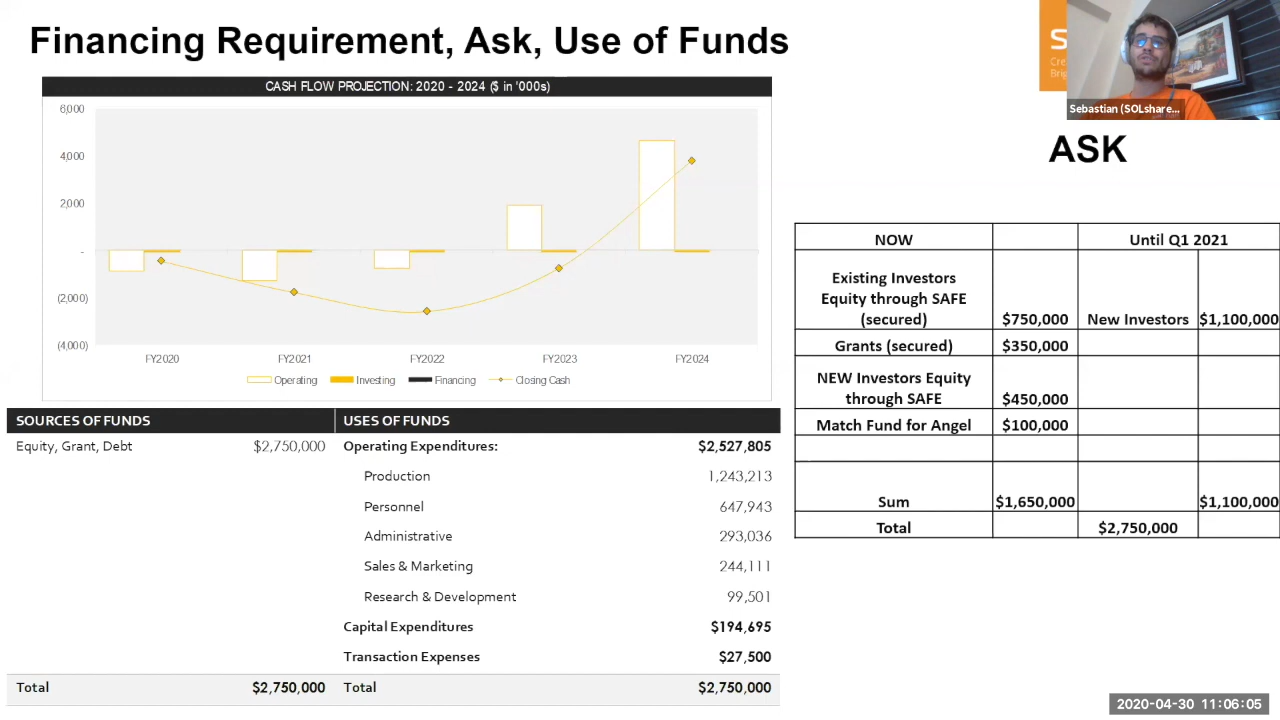 Financing Requirement, Ask, Use of Funds
CASH FLOW PROJECTION: 2020 - 2024 ($ in '000s)
6,000
4,000
2,000
-
(2,000)
(4,000)
FY2020 FY2021 FY2022 FY2023 FY2024
Operating Investing Financing Closing Cash
SOURCES OF FUNDS USES OF FUNDS
Equity, Grant, Debt $2,750,000 Operating Expenditures: $2,527,805
Production 1,243,213
Personnel 647,943
Administrative 293,036
Sales & Marketing 244,111
Research & Development 99,501
Capital Expenditures $194,695
Transaction Expenses $27,500
Total $2,750,000 Total $2,750,000
Sebastian (SOLshare...
ASK
NOW Until Q1 2021
Existing Investors
Equity through SAFE
(secured) $750,000 New Investors $1,100,000
Grants (secured) $350,000
NEW Investors Equity
through SAFE $450,000
Match Fund for Angel $100,000
Sum $1,650,000 $1,100,000
Total $2,750,000
2020-04-30 11:06:05